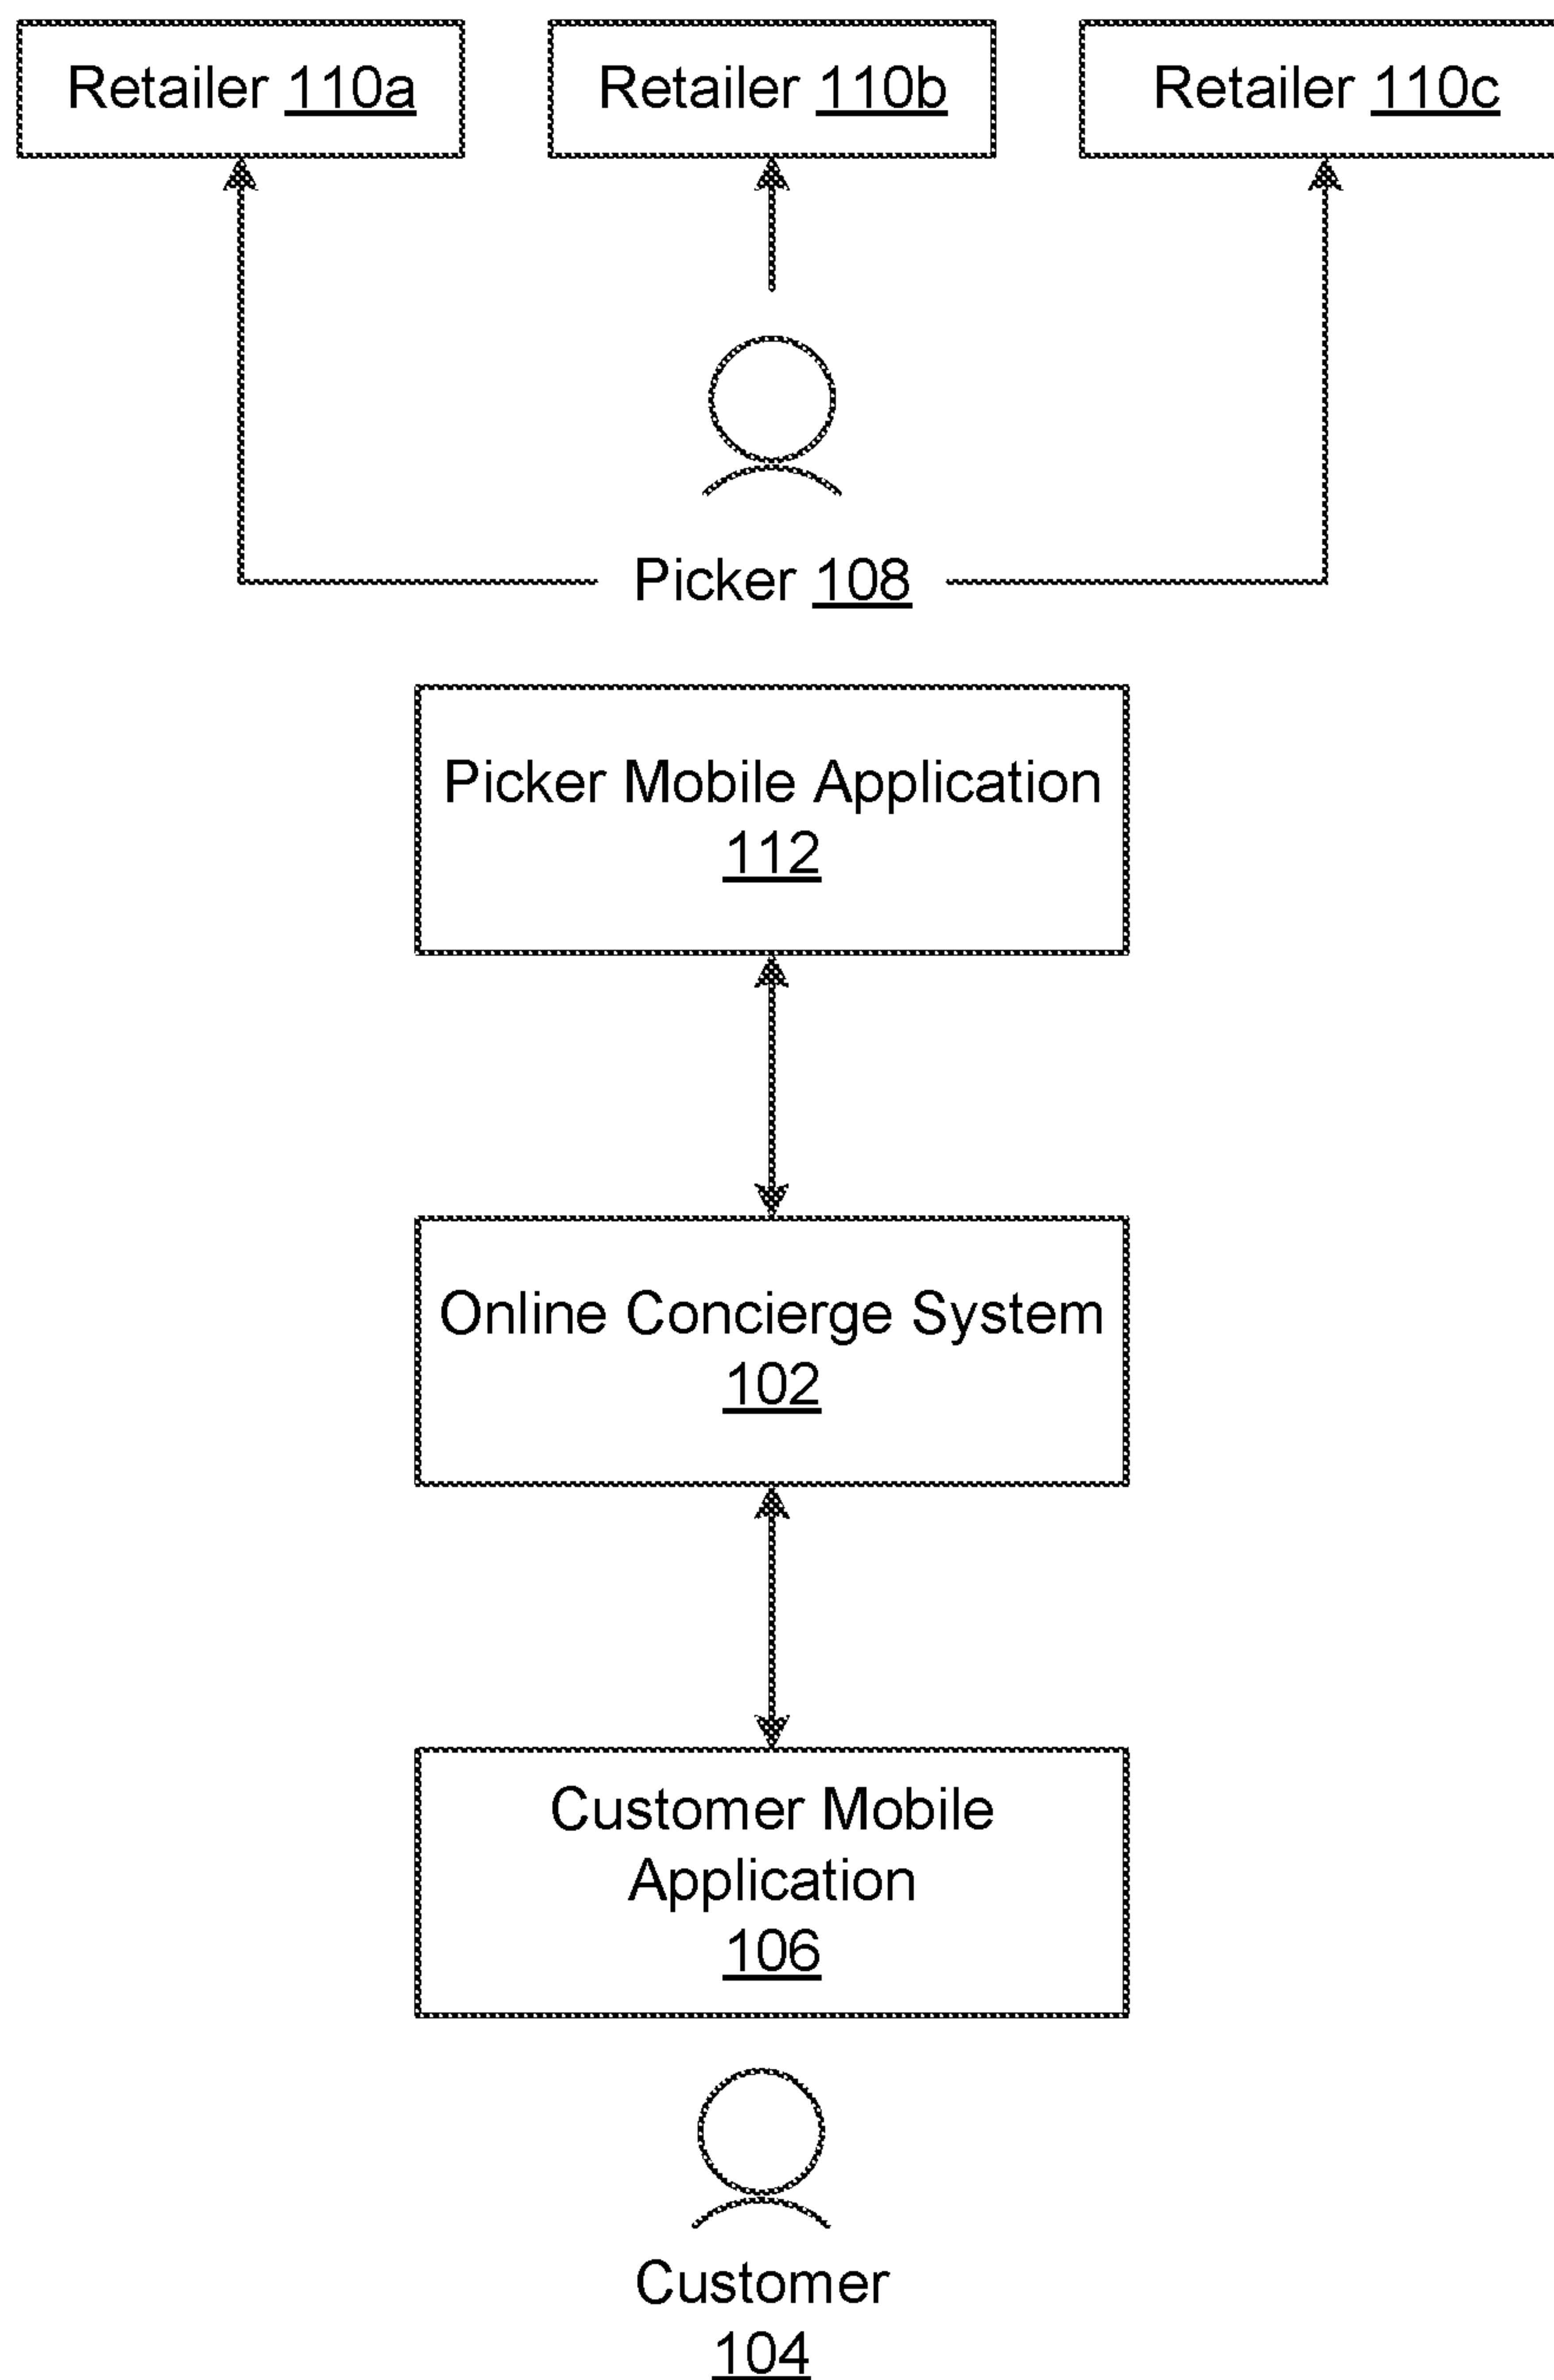 Retailer 110a
Retailer 110b
Retailer 110c
Picker 108
Picker Mobile Application
112
Online Concierge System
102
Customer Mobile
Application
106
Customer
104